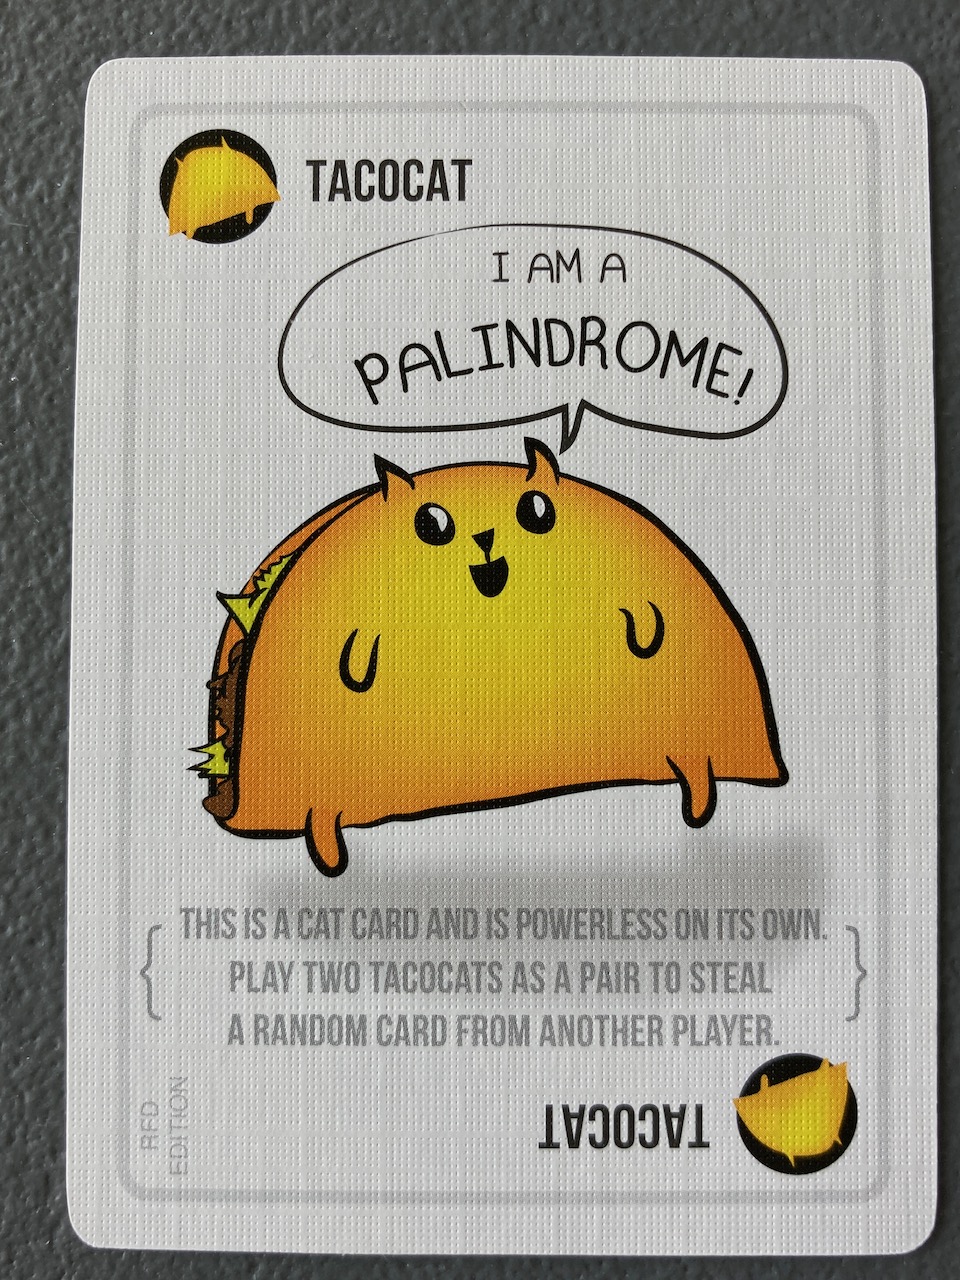 TACOCAT
I AM A
PALINDROME!
THIS IS A CAT CARD AND IS POWERLESS ON ITS OWN.
PLAY TWO TACOCATS AS A PAIR TO STEAL
A RANDOM CARD FROM ANOTHER PLAYER.
RFD
EDITION
TACOCAT